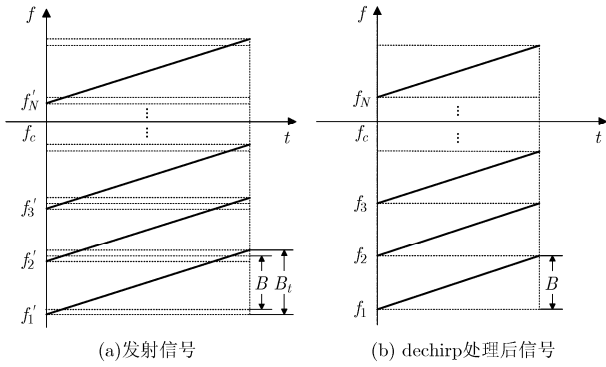 f
f'_N
f_c
t
f'_3
f'_2
f'_1
B B_t
(a)发射信号
f
f_N
f_c
t
f_3
f_2
f_1
B
(b) dechirp处理后信号